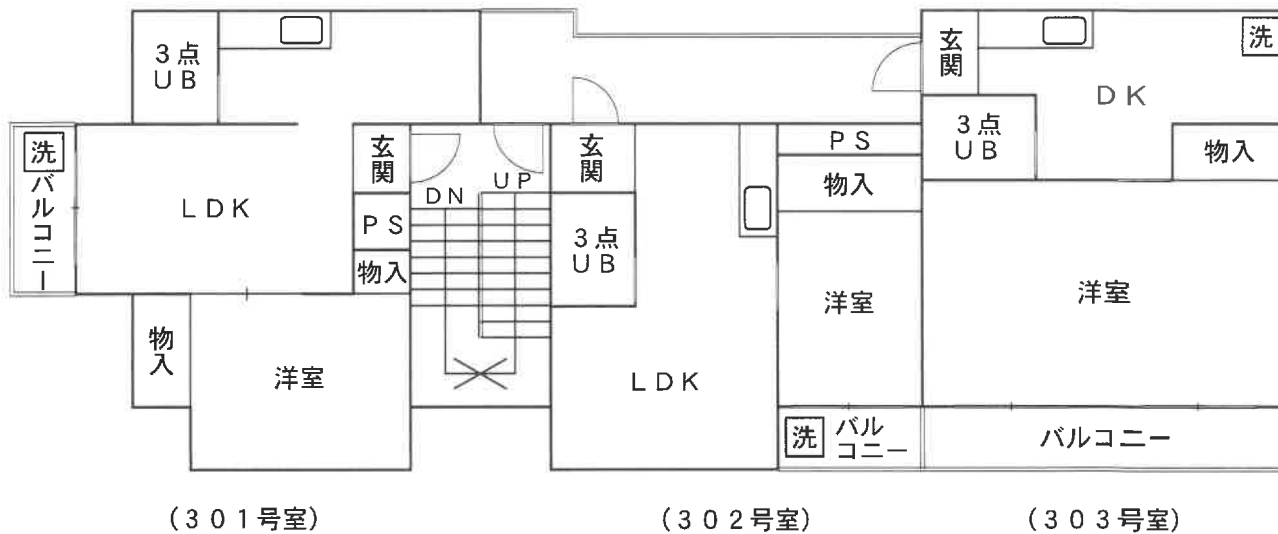 3点
UB
洗
バルコニー
LDK
玄関
PS
物入
物入
洋室
DN
UP
玄関
3点
UB
LDK
PS
物入
洋室
洗
バル
コニー
玄関
3点
UB
DK
洗
物入
洋室
バルコニー
(301号室)
(302号室)
(303号室)